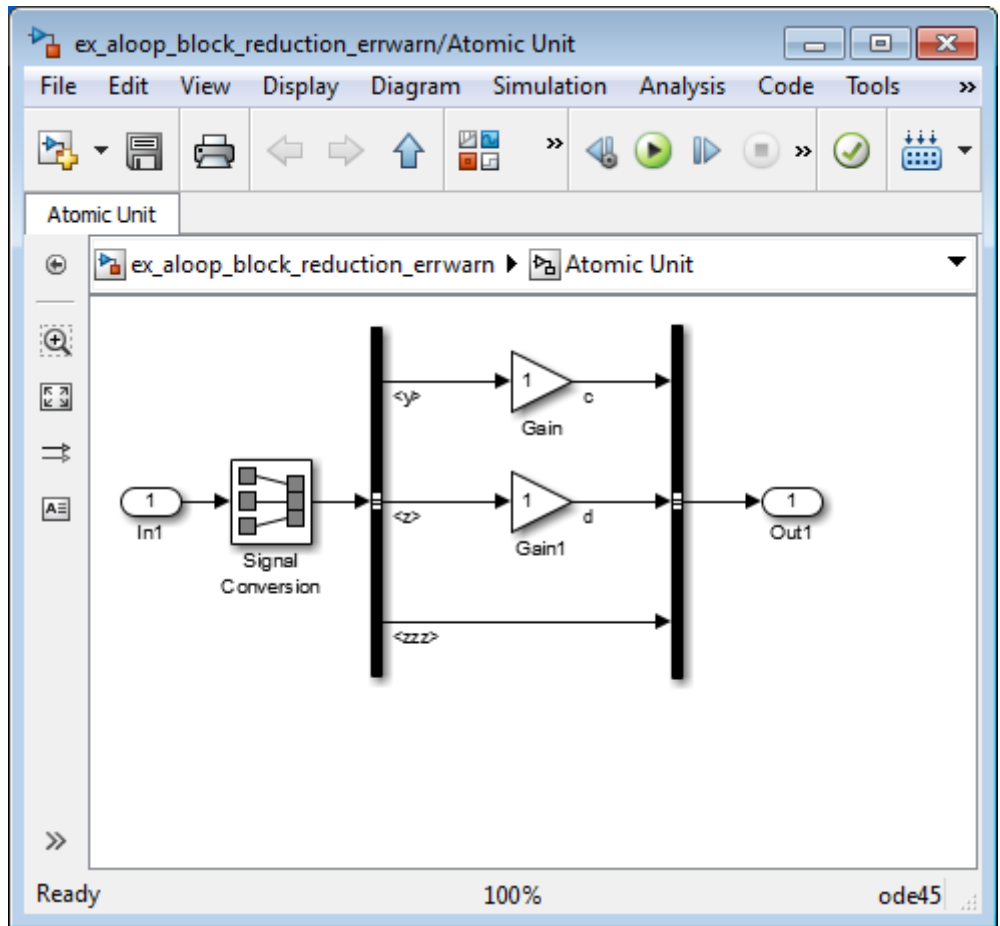 ex_aloop_block_reduction_errwarn/Atomic Unit
File Edit View Display Diagram Simulation Analysis Code Tools »
» »
Atomic Unit
ex_aloop_block_reduction_errwarn Atomic Unit
1
<y>
c
Gain
1
In1
Signal
Conversion
<z>
1
d
Gain1
1
Out1
<zzz>
»
Ready 100% ode45